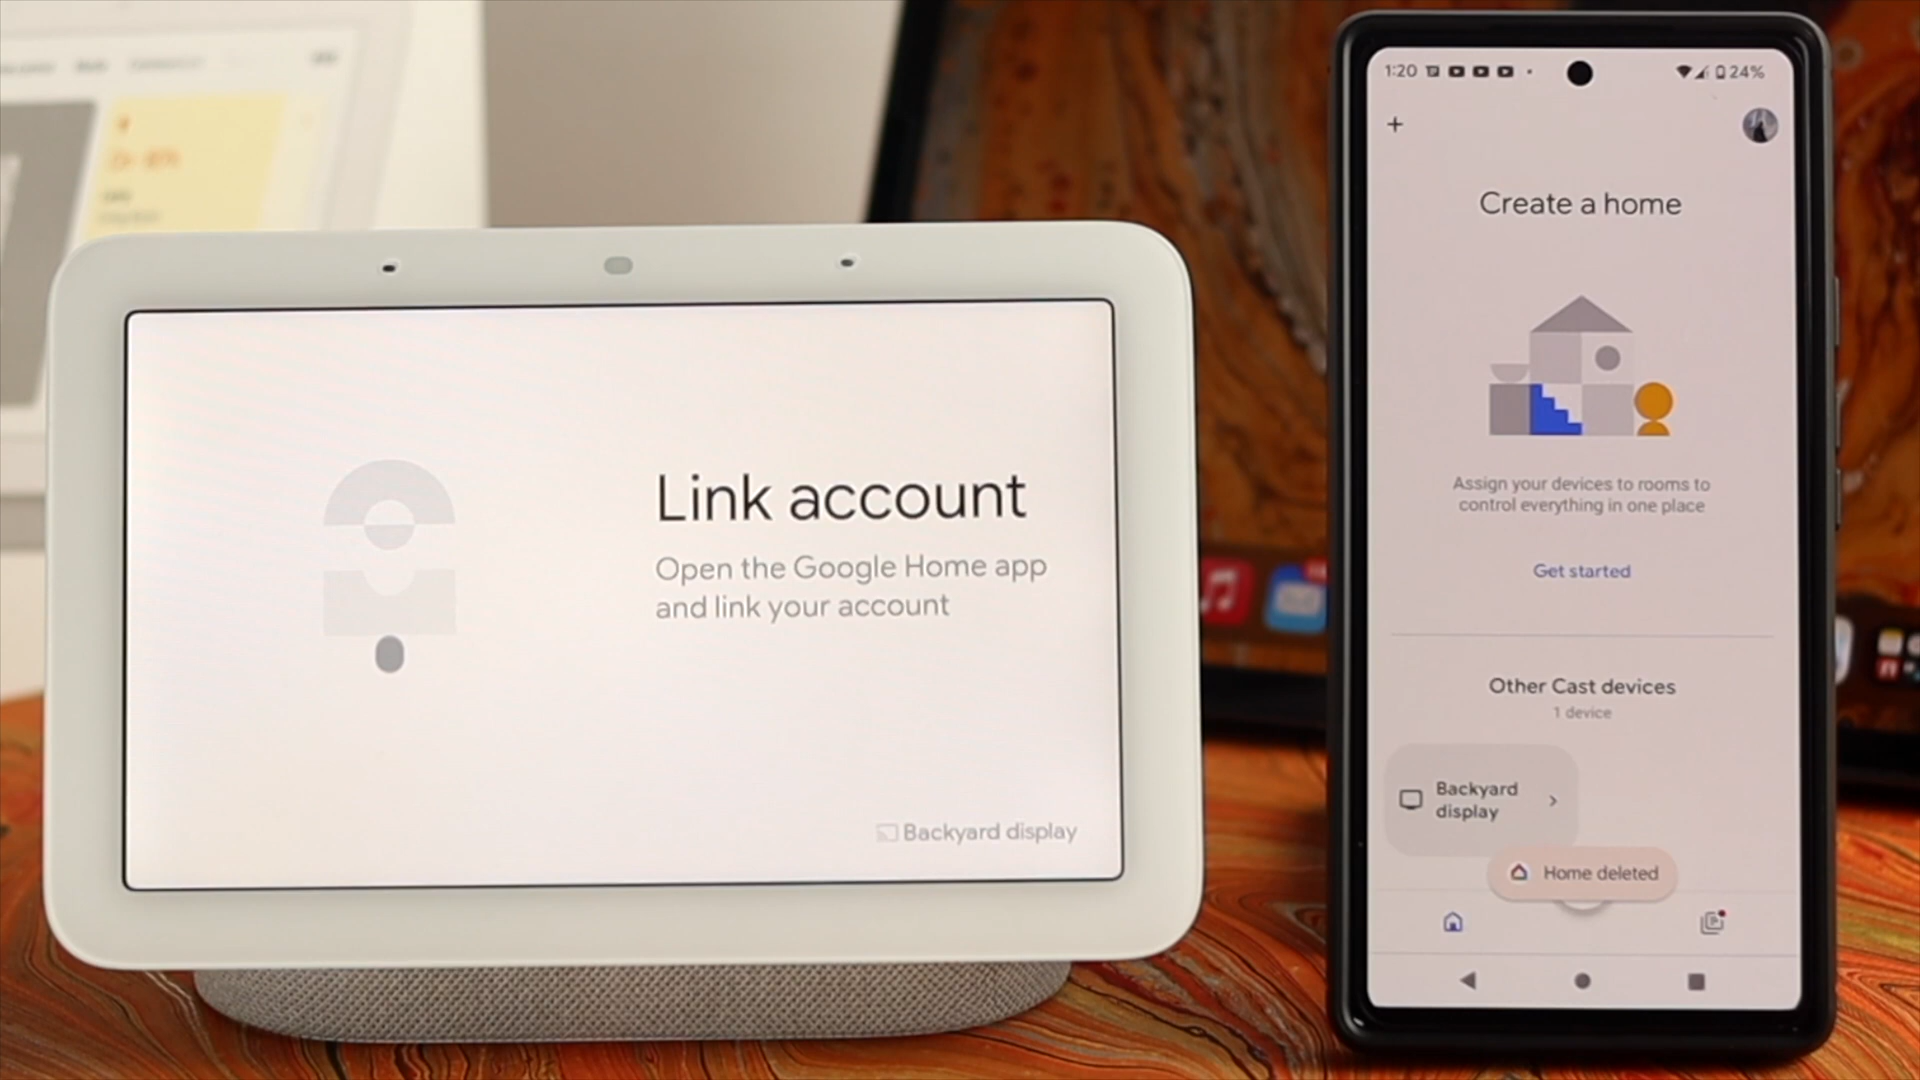 Link account
Open the Google Home app
and link your account
Backyard display
1:20
24%
+
Create a home
Assign your devices to rooms to
control everything in one place
Get started
Other Cast devices
1 device
Backyard
display
Home deleted